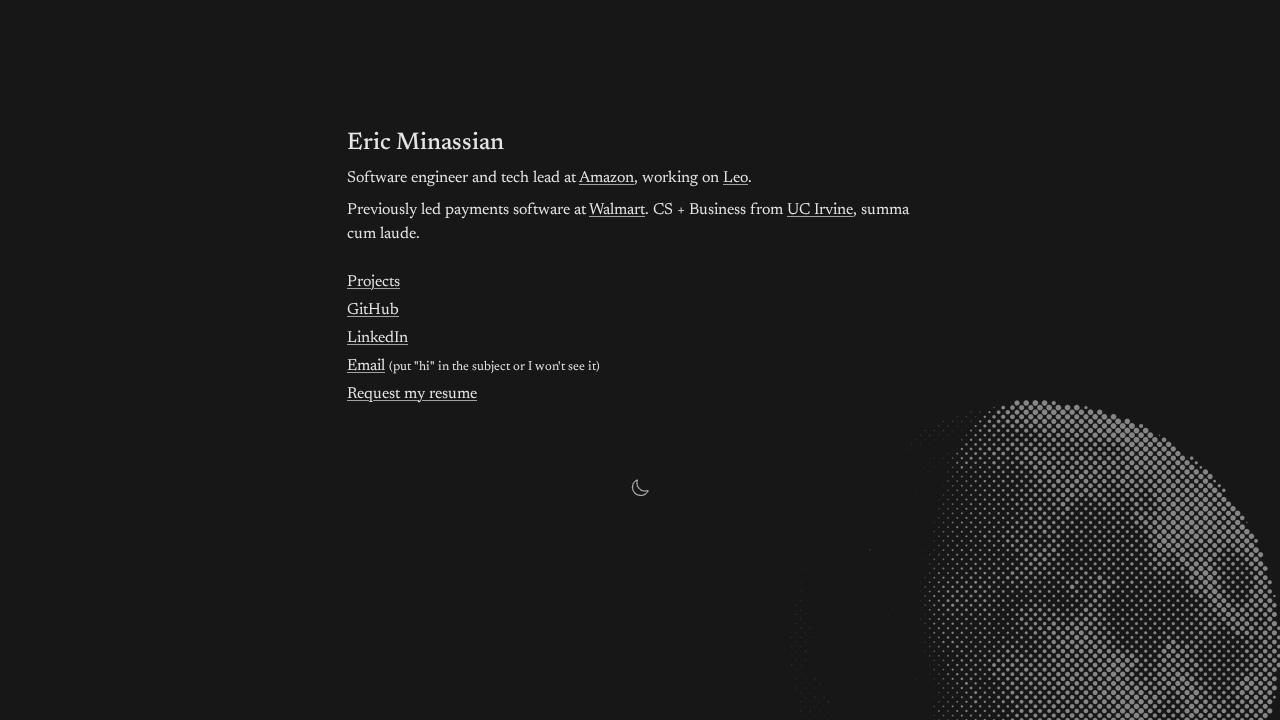 Eric Minassian
Software engineer and tech lead at Amazon, working on Leo.
Previously led payments software at Walmart. CS + Business from UC Irvine, summa
cum laude.
Projects
GitHub
LinkedIn
Email (put "hi" in the subject or I won't see it)
Request my resume